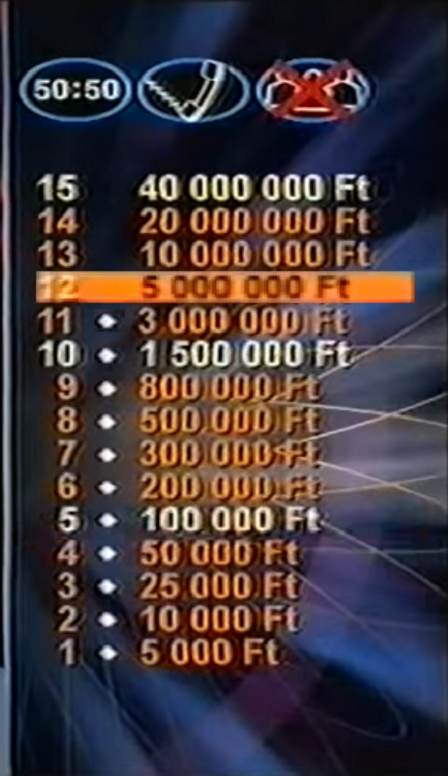 50:50
15 40 000 000 Ft
14 20 000 000 Ft
13 10 000 000 Ft
12 5 000 000 Ft
11 ◆ 3 000 000 Ft
10 ◆ 1 500 000 Ft
9 ◆ 800 000 Ft
8 ◆ 500 000 Ft
7 ◆ 300 000 Ft
6 ◆ 200 000 Ft
5 ◆ 100 000 Ft
4 ◆ 50 000 Ft
3 ◆ 25 000 Ft
2 ◆ 10 000 Ft
1 ◆ 5 000 Ft